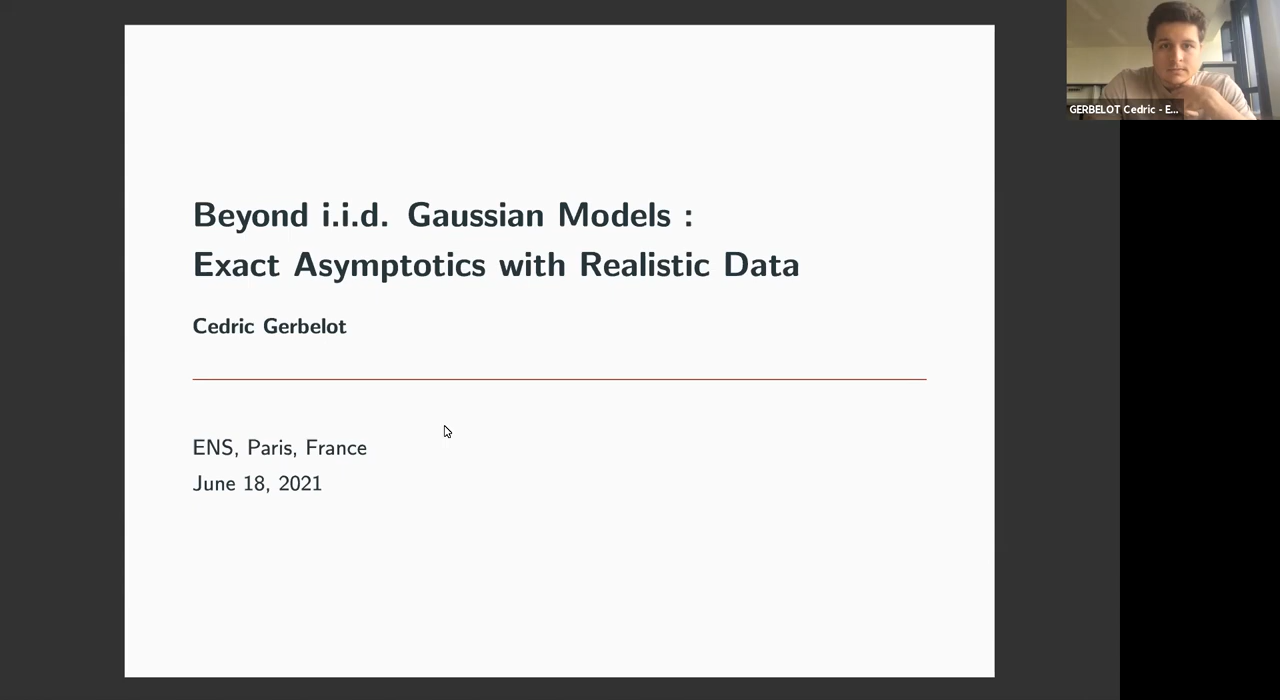 Beyond i.i.d. Gaussian Models :
Exact Asymptotics with Realistic Data
Cedric Gerbelot
ENS, Paris, France
June 18, 2021
GERBELOT Cedric - E...